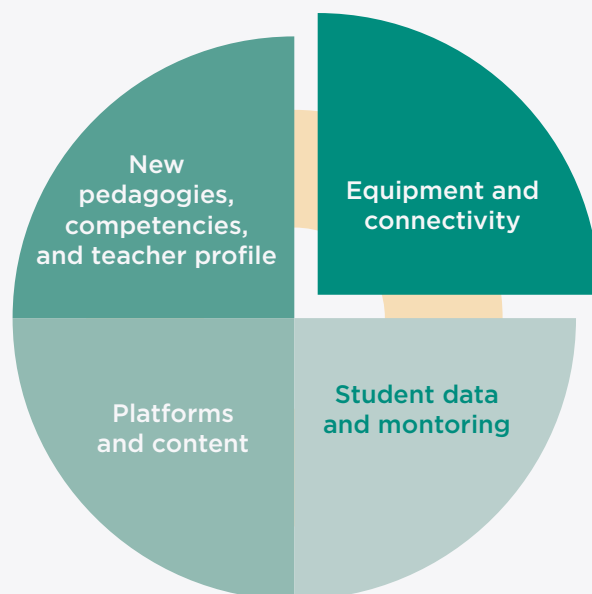 New
pedagogies,
competencies,
and teacher profile
Equipment and
connectivity
Platforms
and content
Student data
and montoring